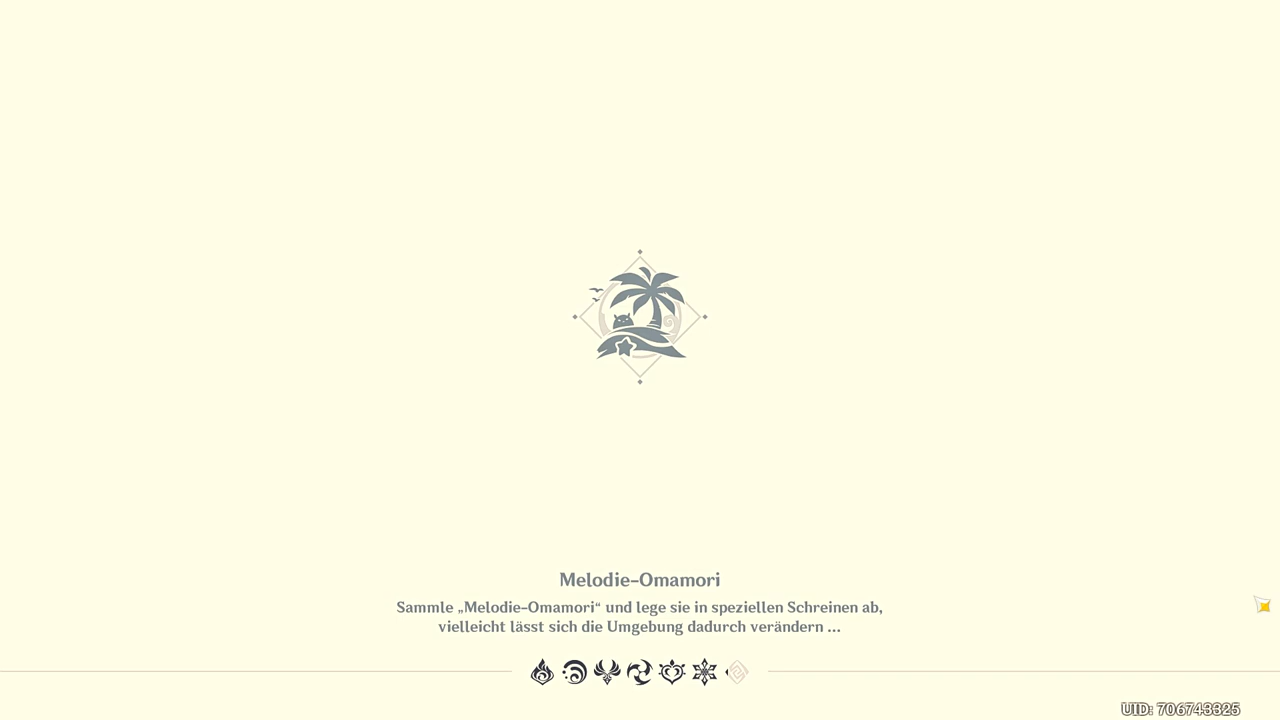 Melodie-Omamori
Sammle „Melodie-Omamori“ und lege sie in speziellen Schreinen ab,
vielleicht lässt sich die Umgebung dadurch verändern ...
UID: 706743325